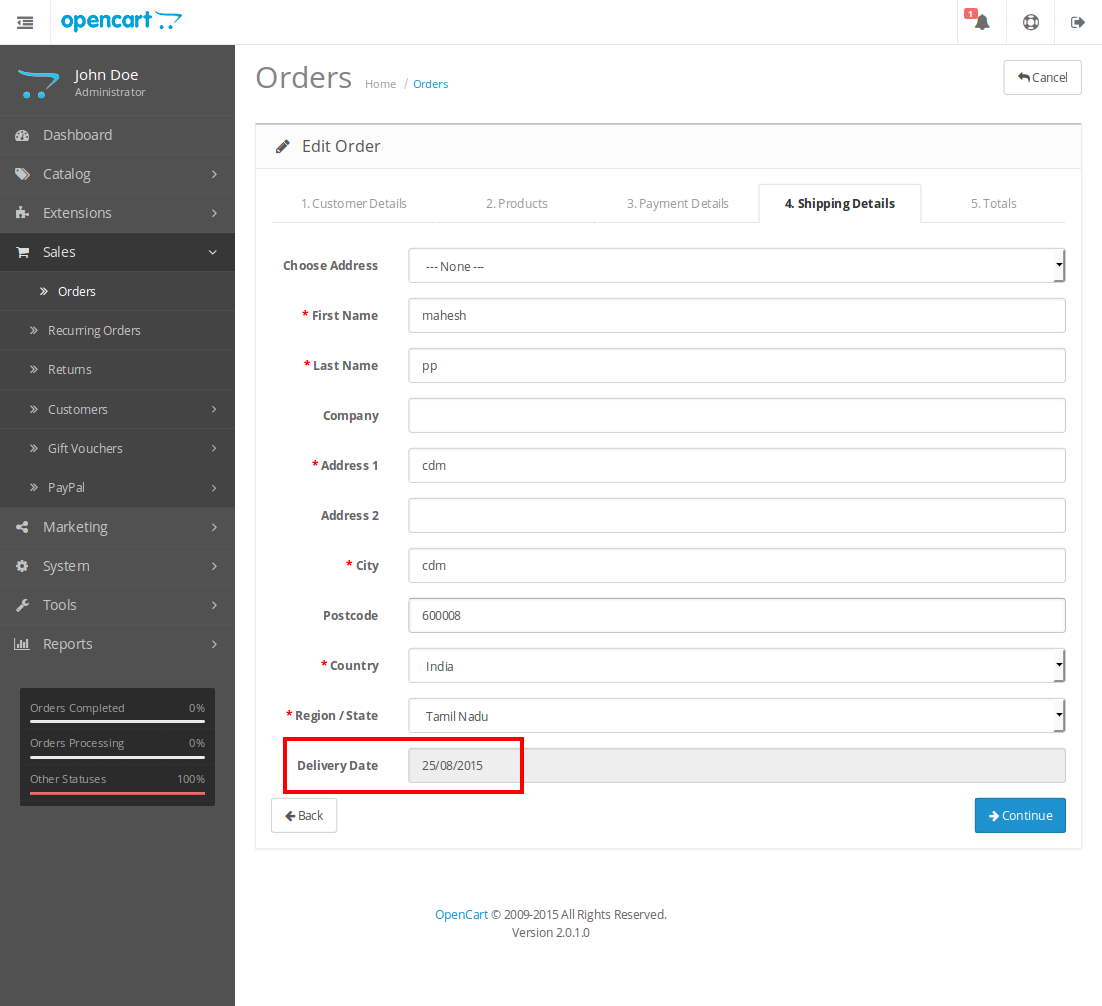 opencart
1
John Doe
Administrator
Dashboard
Catalog
Extensions
Sales
Orders
Recurring Orders
Returns
Customers
Gift Vouchers
PayPal
Marketing
System
Tools
Reports
Orders Completed 0%
Orders Processing 0%
Other Statuses 100%
Orders Home / Orders
Cancel
Edit Order
1. Customer Details 2. Products 3. Payment Details 4. Shipping Details 5. Totals
Choose Address --- None ---
* First Name mahesh
* Last Name pp
Company
* Address 1 cdm
Address 2
* City cdm
Postcode 600008
* Country India
* Region / State Tamil Nadu
Delivery Date 25/08/2015
Back Continue
OpenCart © 2009-2015 All Rights Reserved.
Version 2.0.1.0